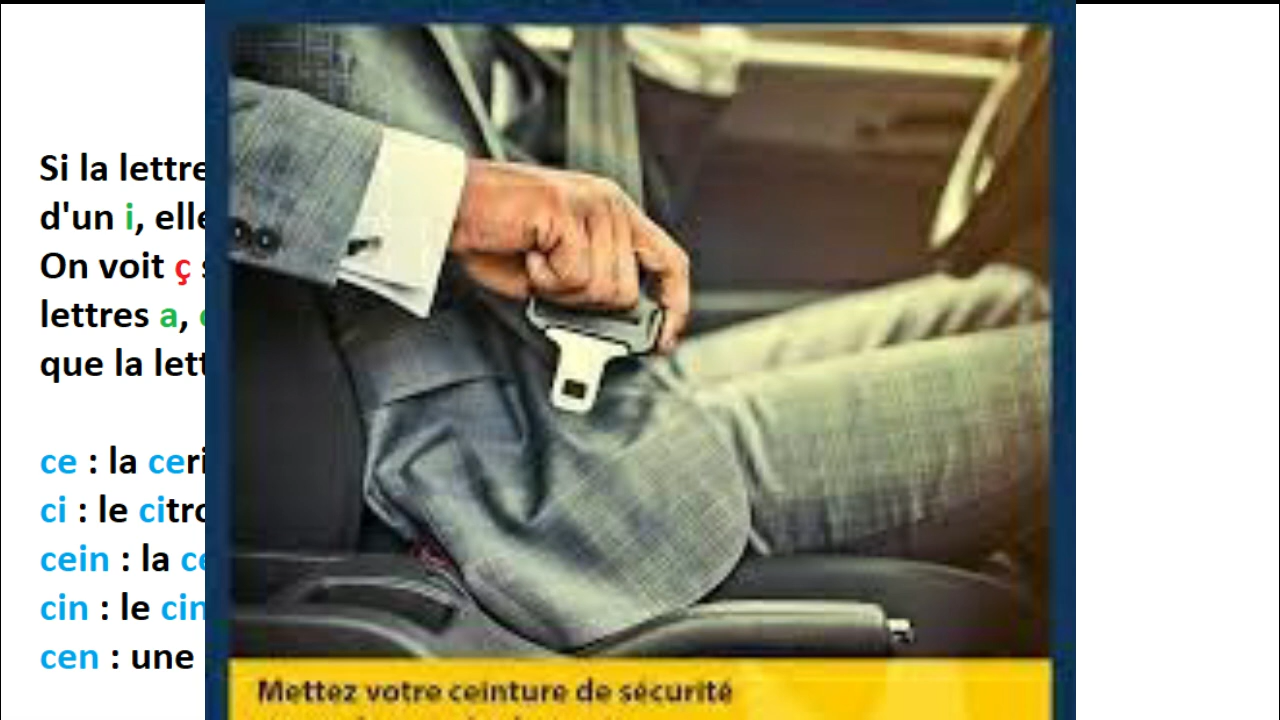 Si la lettre
d'un i, elle
On voit ç s
lettres a,
que la lett
ce : la ceri
ci : le citro
cein : la ce
cin : le cin
cen : une
Mettez votre ceinture de sécurité